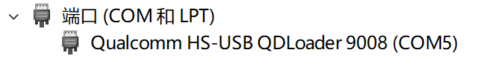 端口 (COM 和 LPT)
Qualcomm HS-USB QDLoader 9008 (COM5)